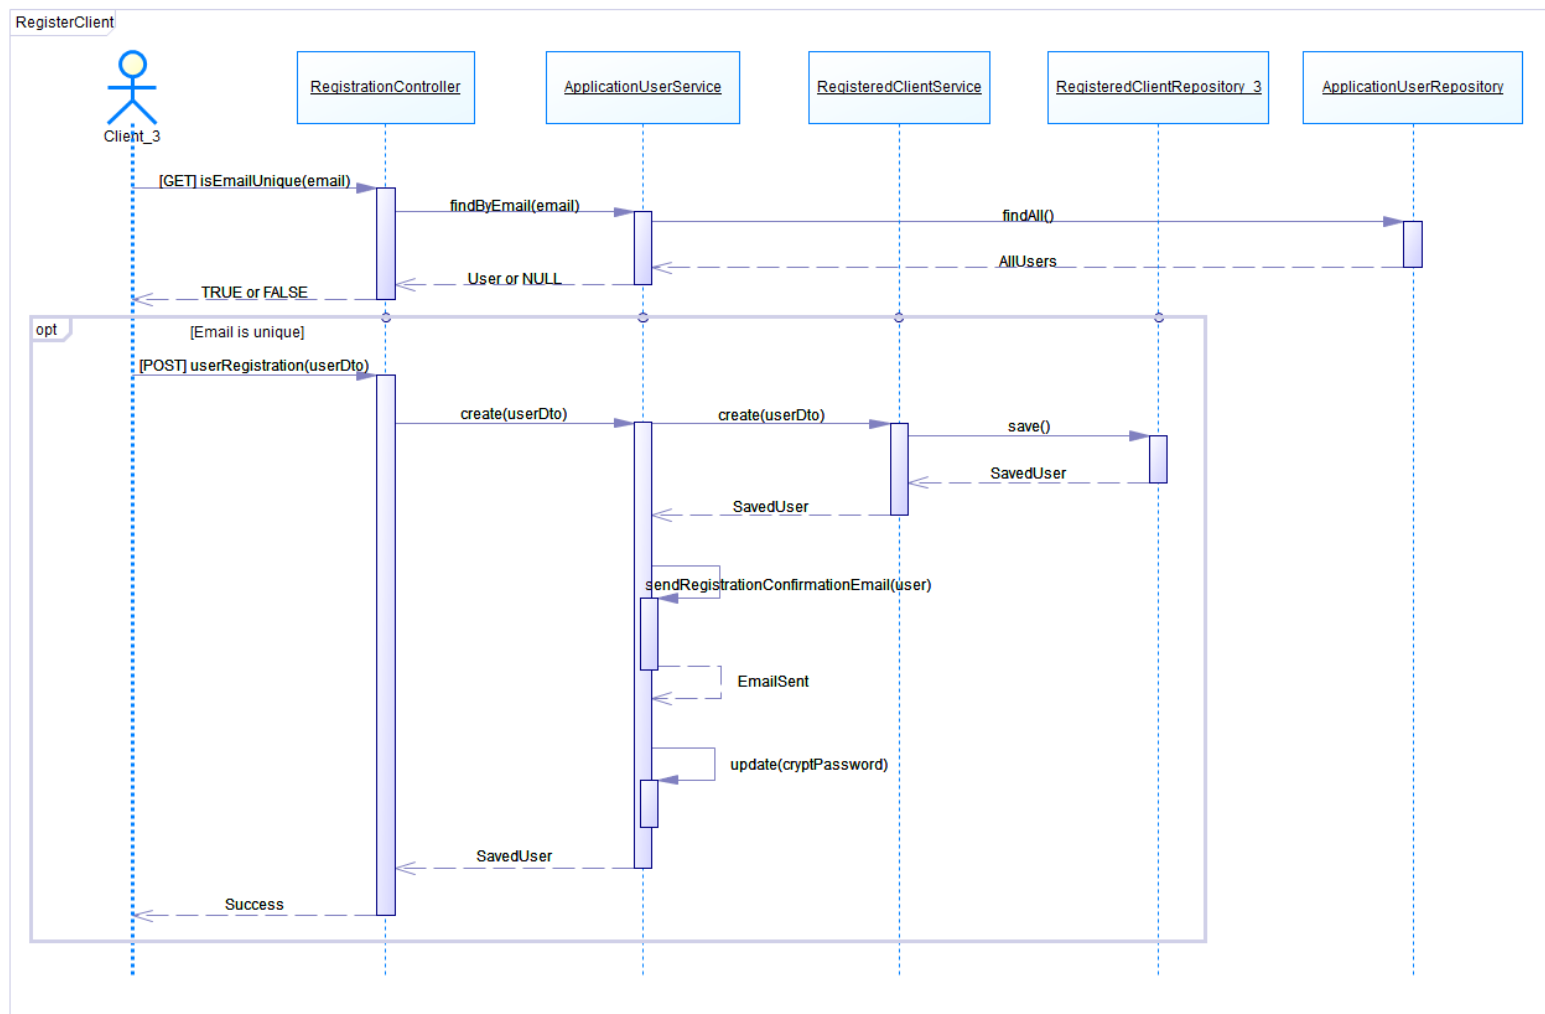 RegisterClient
Client_3
RegistrationController
ApplicationUserService
RegisteredClientService
RegisteredClientRepository_3
ApplicationUserRepository
[GET] isEmailUnique(email)
findByEmail(email)
findAll()
AllUsers
User or NULL
TRUE or FALSE
opt
[Email is unique]
[POST] userRegistration(userDto)
create(userDto)
create(userDto)
save()
SavedUser
SavedUser
sendRegistrationConfirmationEmail(user)
EmailSent
update(cryptPassword)
SavedUser
Success